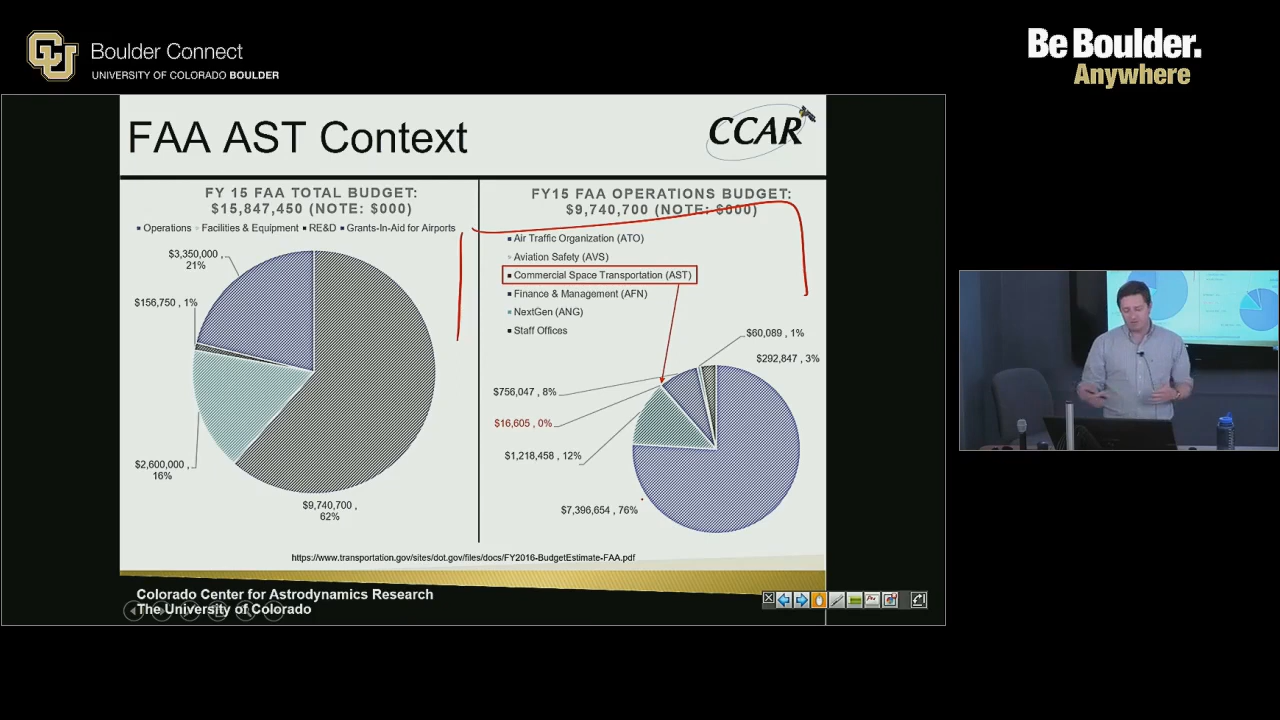 CU
Boulder Connect
UNIVERSITY OF COLORADO BOULDER
Be Boulder.
Anywhere
FAA AST Context
CCAR
FY 15 FAA TOTAL BUDGET:
$15,847,450 (NOTE: $000)
Operations Facilities & Equipment RE&D Grants-In-Aid for Airports
$3,350,000 ,
21%
$156,750 , 1%
$2,600,000 ,
16%
$9,740,700 ,
62%
FY15 FAA OPERATIONS BUDGET:
$9,740,700 (NOTE: $000)
Air Traffic Organization (ATO)
Aviation Safety (AVS)
Commercial Space Transportation (AST)
Finance & Management (AFN)
NextGen (ANG)
Staff Offices
$60,089 , 1%
$292,847 , 3%
$756,047 , 8%
$16,605 , 0%
$1,218,458 , 12%
$7,396,654 , 76%
https://www.transportation.gov/sites/dot.gov/files/docs/FY2016-BudgetEstimate-FAA.pdf
Colorado Center for Astrodynamics Research
The University of Colorado